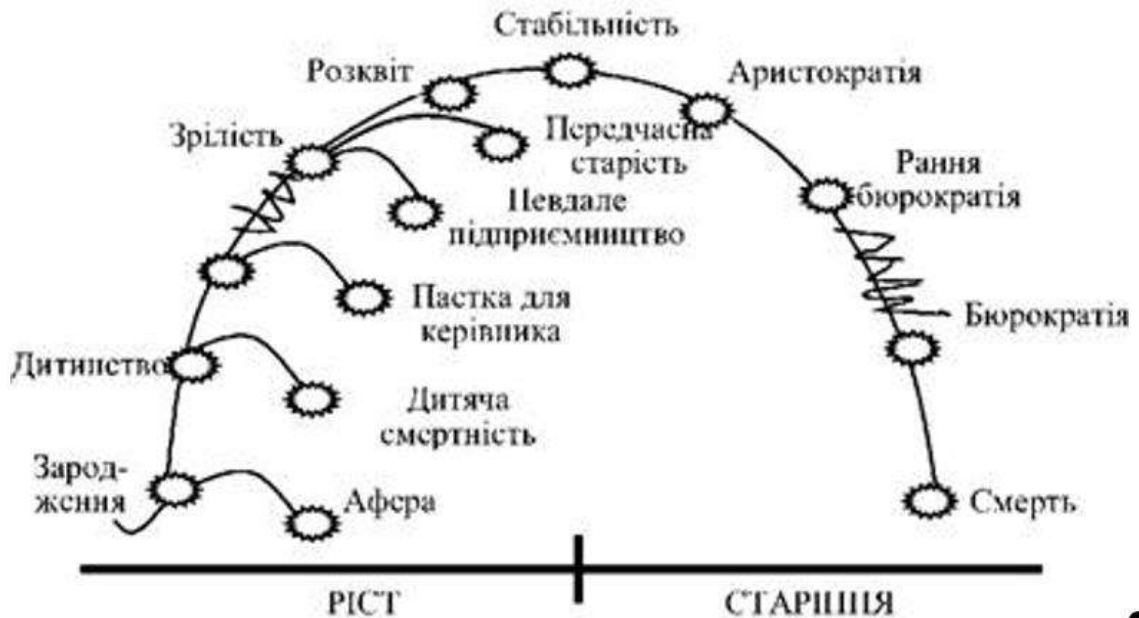 Стабільність
Розквіт
Аристократія
Зрілість
Передчасна
старість
Рання
бюрократія
Невдале
підприємництво
Пастка для
керівника
Бюрократія
Дитинство
Дитяча
смертність
Зарод-
ження
Афера
Смерть
РІСТ
СТАРІННЯ